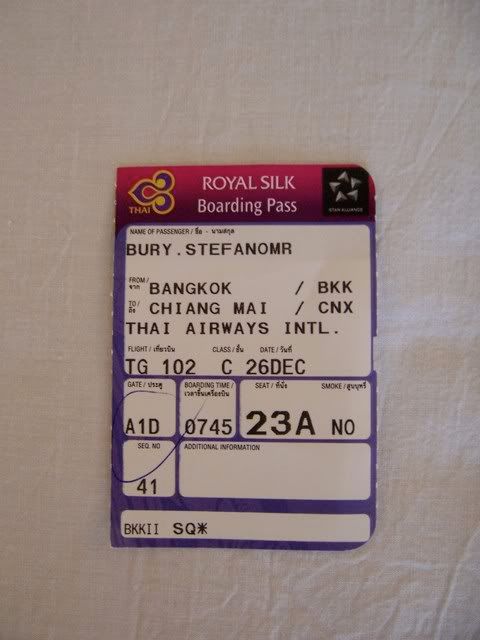 THAI
ROYAL SILK
Boarding Pass
STAR ALLIANCE
NAME OF PASSENGER / ชื่อ - นามสกุล
BURY.STEFANOMR
FROM / จาก BANGKOK / BKK
TO / ถึง CHIANG MAI / CNX
THAI AIRWAYS INTL.
FLIGHT / เที่ยวบิน CLASS / ชั้น DATE / วันที่
TG 102 C 26DEC
GATE / ประตู BOARDING TIME / เวลาขึ้นเครื่องบิน SEAT / ที่นั่ง SMOKE / สูบบุหรี่
A1D 0745 23A NO
SEQ. NO ADDITIONAL INFORMATION
41
BKKII SQ*